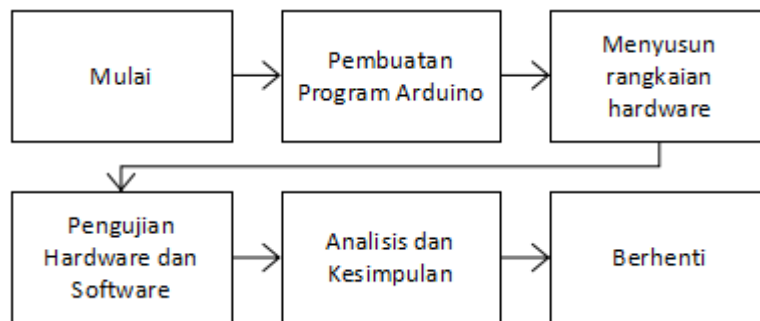 Mulai
Pembuatan
Program Arduino
Menyusun
rangkaian
hardware
Pengujian
Hardware dan
Software
Analisis dan
Kesimpulan
Berhenti